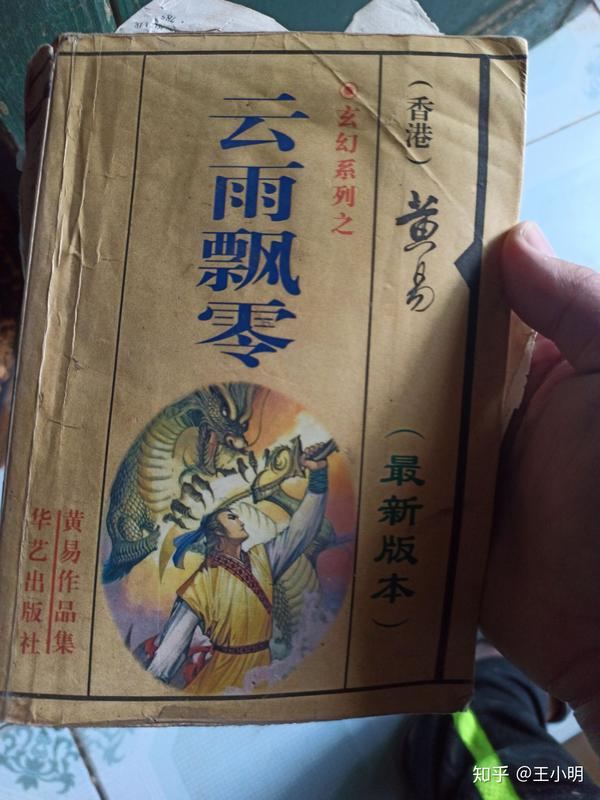 （香港）黄易
（最新版本）
玄幻系列之
云雨飘零
黄易作品集
华艺出版社
知乎 @王小明